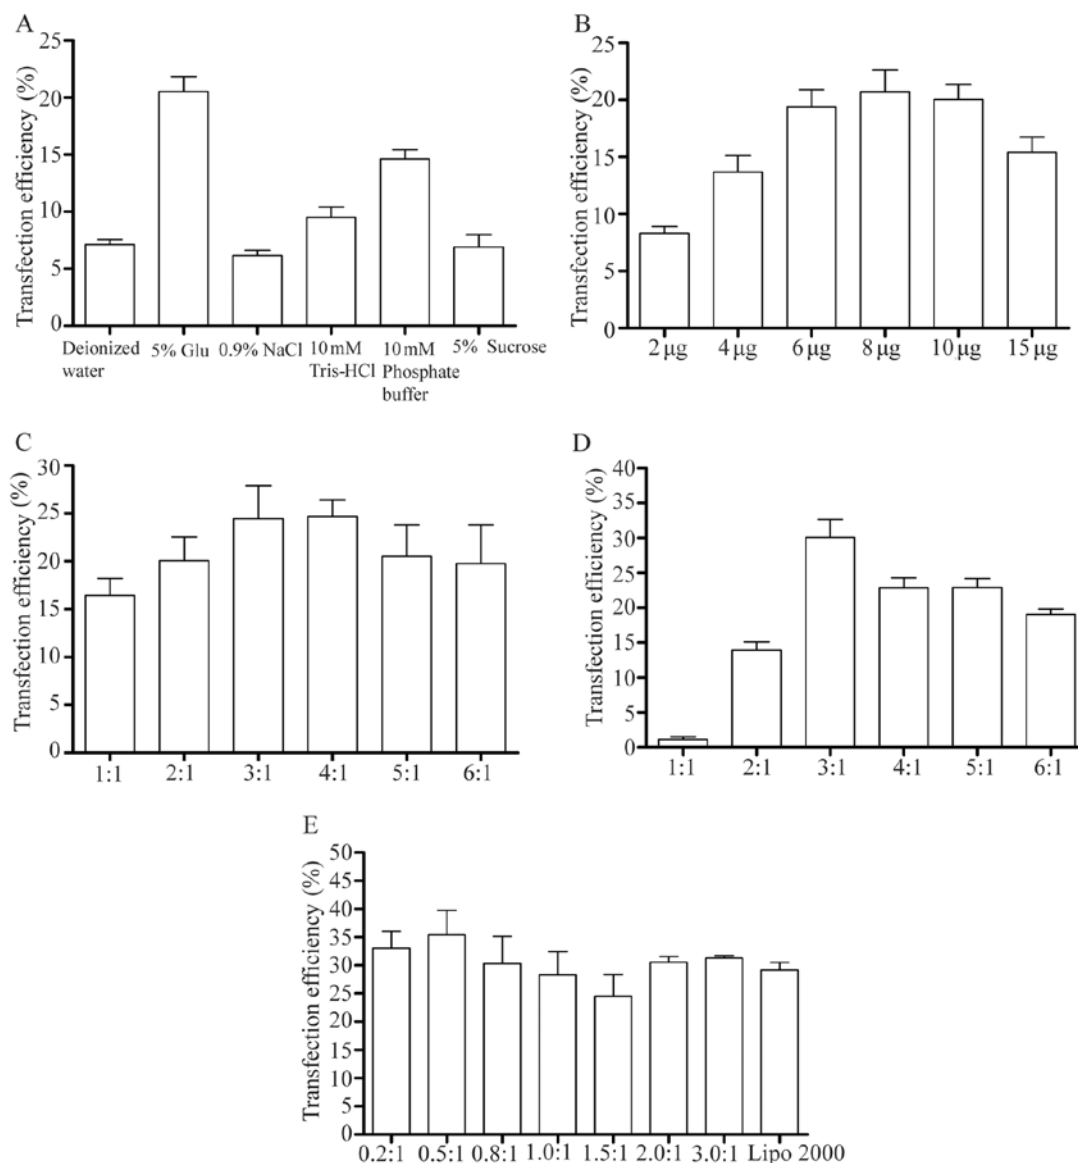 A
Transfection efficiency (%)
25
20
15
10
5
0
Deionized water
5% Glu
0.9% NaCl
10 mM Tris-HCl
10 mM Phosphate buffer
5% Sucrose
B
Transfection efficiency (%)
25
20
15
10
5
0
2 μg
4 μg
6 μg
8 μg
10 μg
15 μg
C
Transfection efficiency (%)
30
25
20
15
10
5
0
1:1
2:1
3:1
4:1
5:1
6:1
D
Transfection efficiency (%)
40
35
30
25
20
15
10
5
0
1:1
2:1
3:1
4:1
5:1
6:1
E
Transfection efficiency (%)
50
45
40
35
30
25
20
15
10
5
0
0.2:1
0.5:1
0.8:1
1.0:1
1.5:1
2.0:1
3.0:1
Lipo 2000